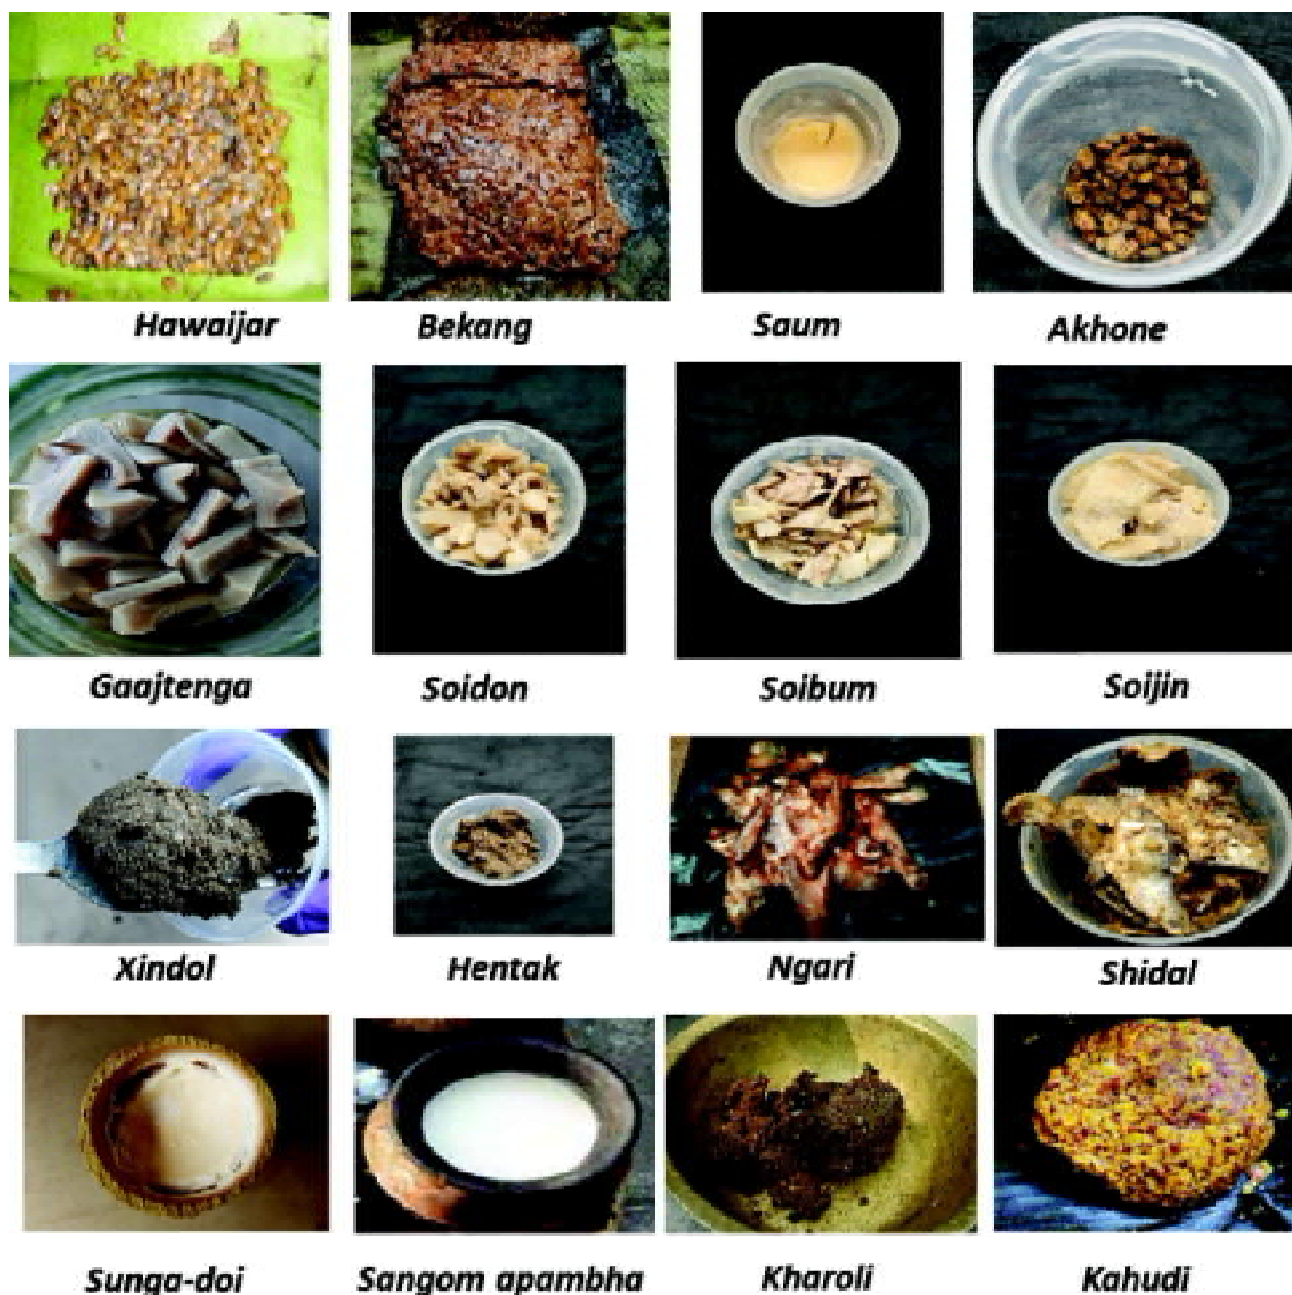 Hawaijar
Bekang
Saum
Akhone
Gaajtenga
Soidon
Soibum
Soijin
Xindol
Hentak
Ngari
Shidal
Sunga-doi
Sangom apambha
Kharoli
Kahudi